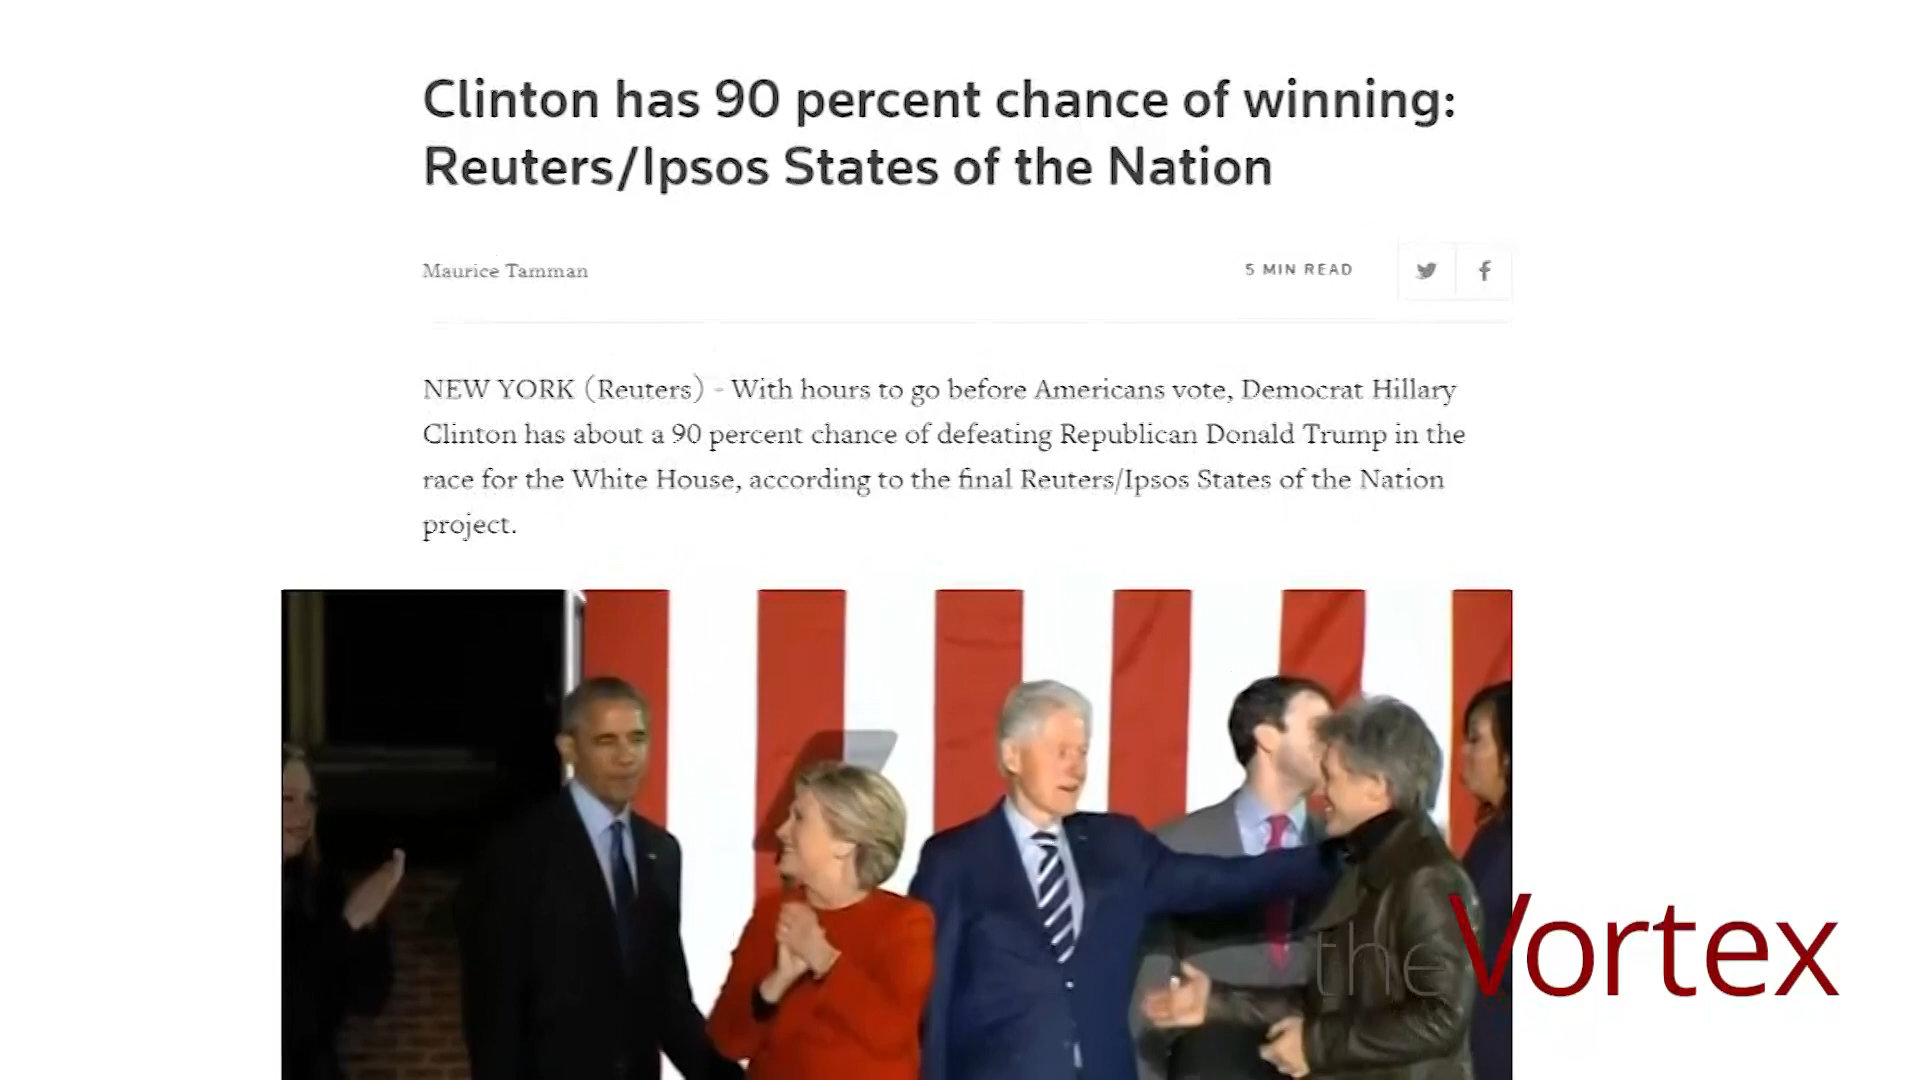 Clinton has 90 percent chance of winning:
Reuters/Ipsos States of the Nation
Maurice Tamman
5 MIN READ
NEW YORK (Reuters) - With hours to go before Americans vote, Democrat Hillary
Clinton has about a 90 percent chance of defeating Republican Donald Trump in the
race for the White House, according to the final Reuters/Ipsos States of the Nation
project.
theVortex